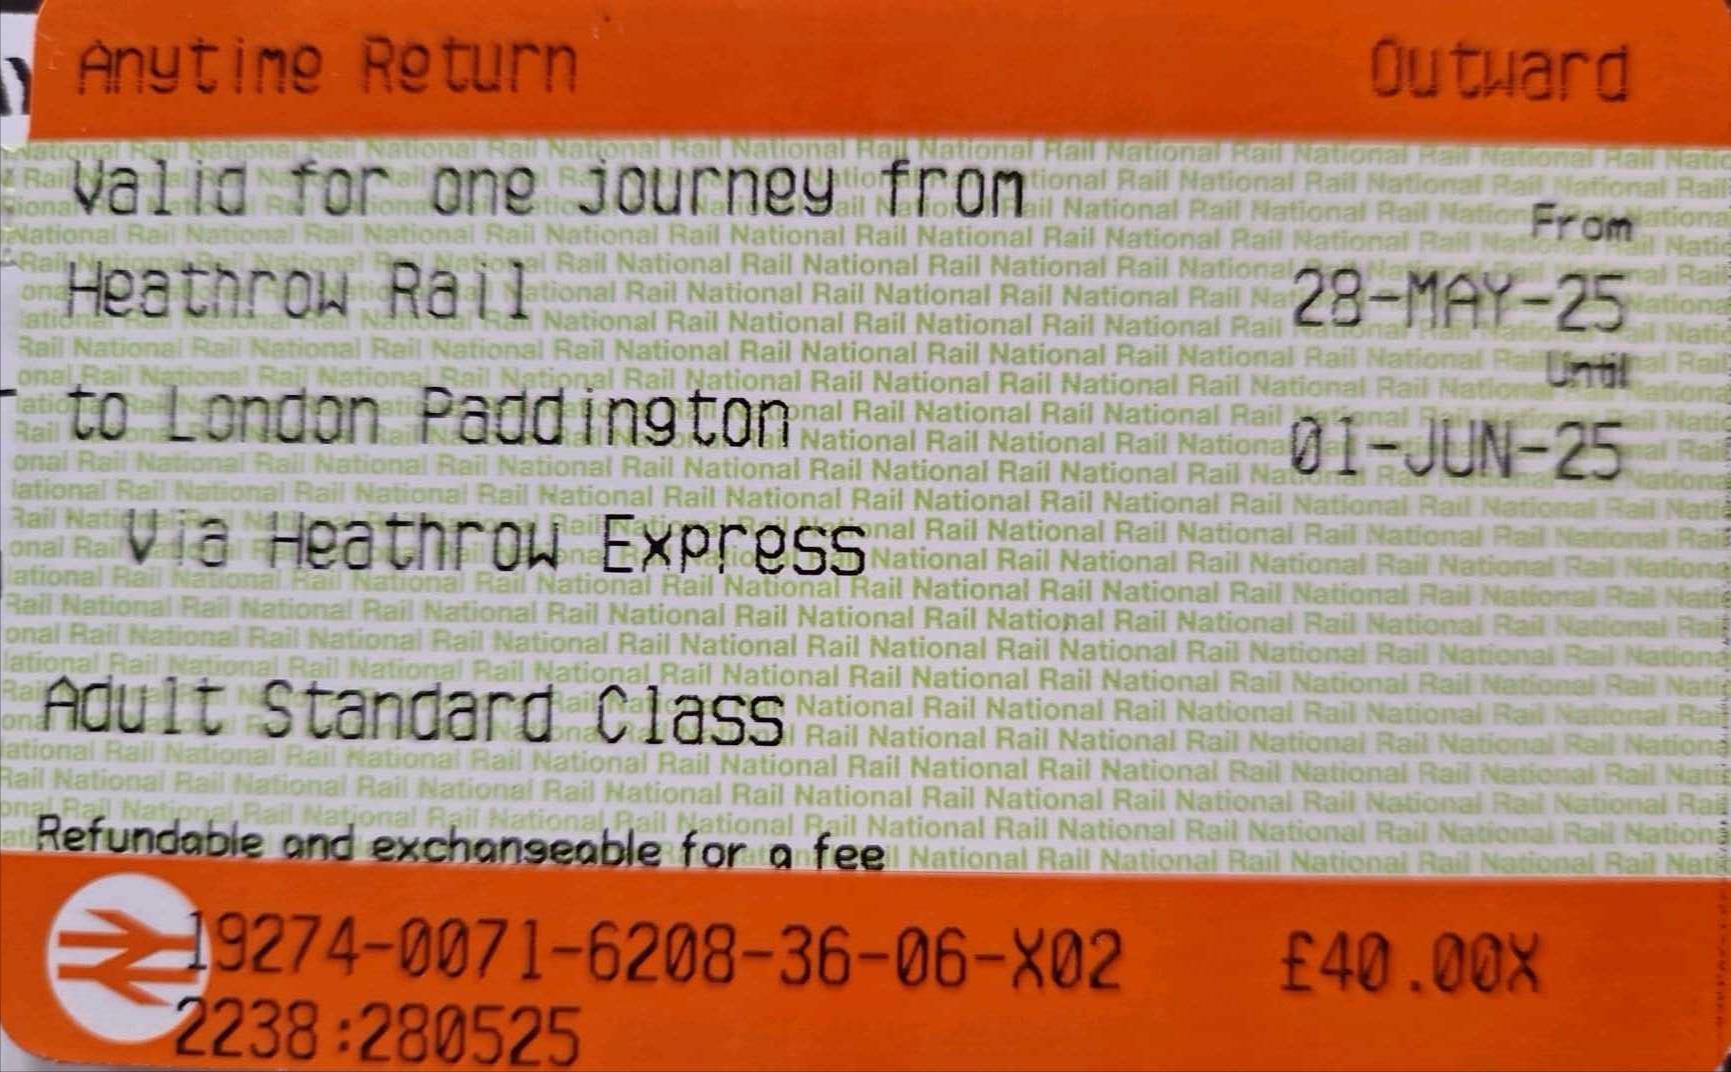 Anytime Return Outward
Valid for one journey from
From
Heathrow Rail 28-MAY-25
Until
to London Paddington 01-JUN-25
Via Heathrow Express
Adult Standard Class
Refundable and exchangeable for a fee
19274-0071-6208-36-06-X02 £40.00X
2238:280525
National Rail